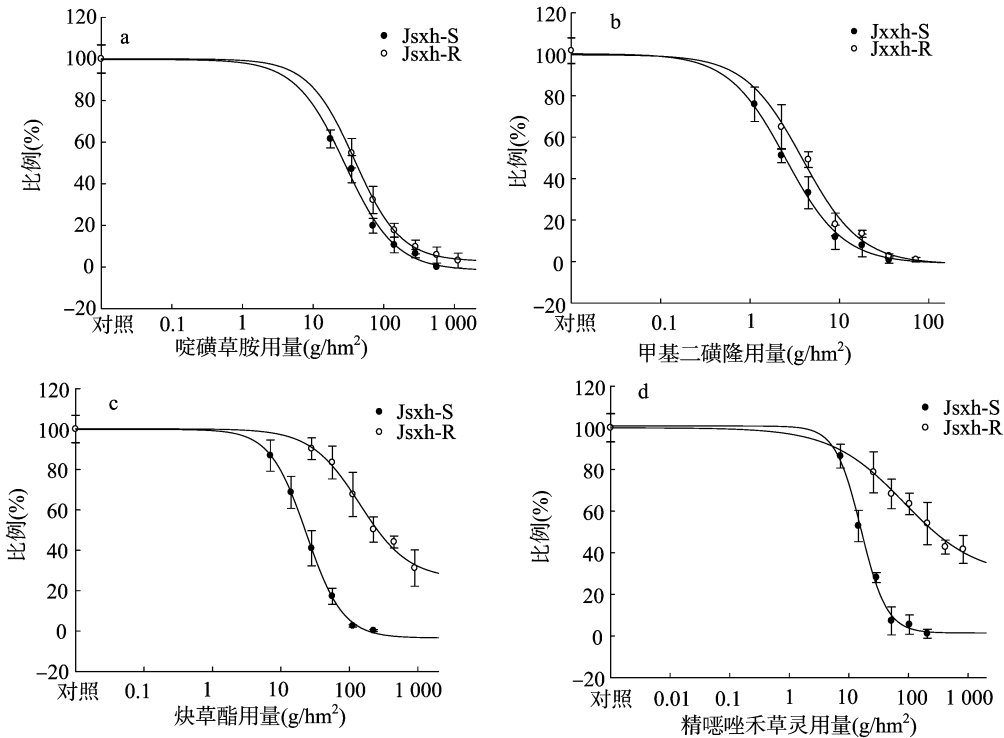 a
Jsxh-S
Jsxh-R
120
100
80
60
40
20
0
−20
比例(%)
对照 0.1 1 10 100 1 000
啶磺草胺用量(g/hm²)
b
Jxxh-S
Jxxh-R
120
100
80
60
40
20
0
−20
比例(%)
对照 0.1 1 10 100
甲基二磺隆用量(g/hm²)
c
Jsxh-S
Jsxh-R
120
100
80
60
40
20
0
−20
比例(%)
对照 0.1 1 10 100 1 000
炔草酯用量(g/hm²)
d
Jsxh-S
Jsxh-R
120
100
80
60
40
20
0
−20
比例(%)
对照 0.01 0.1 1 10 100 1 000
精噁唑禾草灵用量(g/hm²)